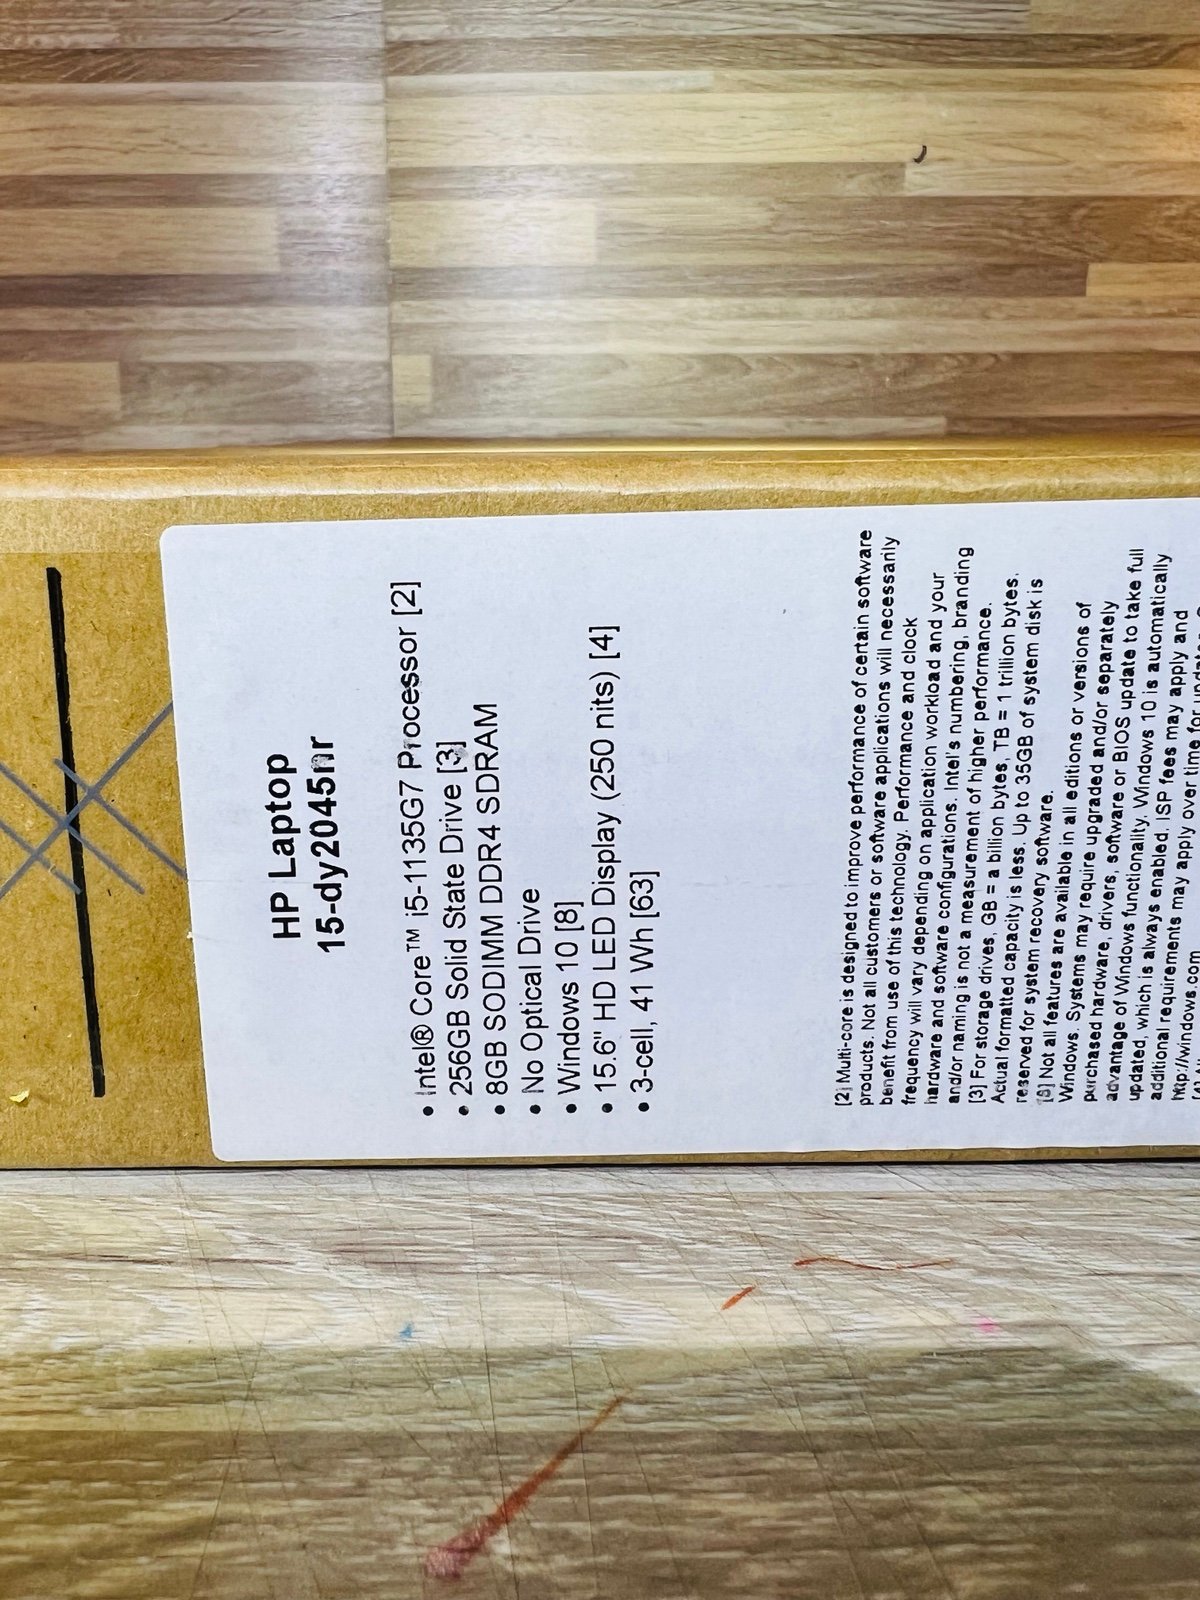 HP Laptop
15-dy2045nr
• Intel® Core™ i5-1135G7 Processor [2]
• 256GB Solid State Drive [3]
• 8GB SODIMM DDR4 SDRAM
• No Optical Drive
• Windows 10 [8]
• 15.6" HD LED Display (250 nits) [4]
• 3-cell, 41 Wh [63]
[2] Multi-core is designed to improve performance of certain software
products. Not all customers or software applications will necessarily
benefit from use of this technology. Performance and clock
frequency will vary depending on application workload and your
hardware and software configurations. Intel's numbering, branding
and/or naming is not a measurement of higher performance.
[3] For storage drives, GB = a billion bytes, TB = 1 trillion bytes.
Actual formatted capacity is less. Up to 35GB of system disk is
reserved for system recovery software.
[8] Not all features are available in all editions or versions of
Windows. Systems may require upgraded and/or separately
purchased hardware, drivers, software or BIOS update to take full
advantage of Windows functionality. Windows 10 is automatically
updated, which is always enabled. ISP fees may apply and
additional requirements may apply over time for updates.
http://windows.com